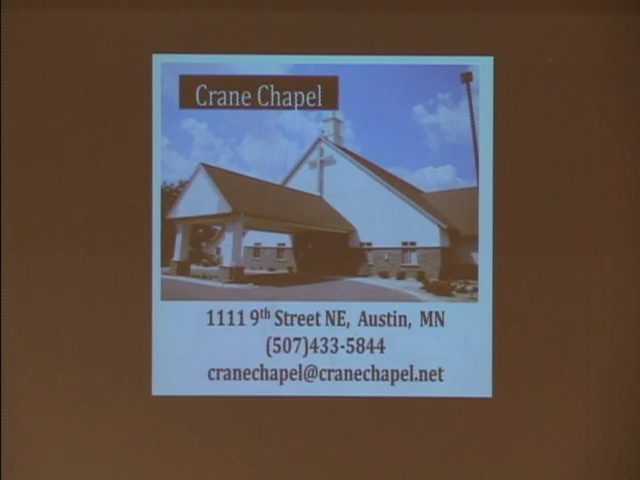 Crane Chapel
1111 9th Street NE, Austin, MN
(507)433-5844
cranechapel@cranechapel.net